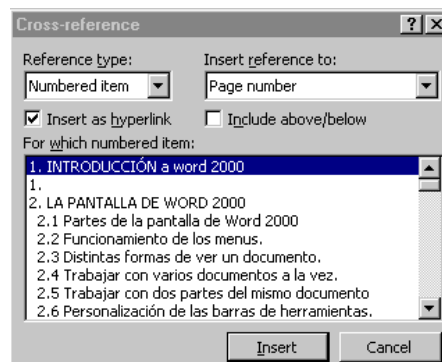 Cross-reference
Reference type: Insert reference to:
Numbered item Page number
Insert as hyperlink Include above/below
For which numbered item:
1. INTRODUCCIÓN a word 2000
1.
2. LA PANTALLA DE WORD 2000
2.1 Partes de la pantalla de Word 2000
2.2 Funcionamiento de los menus.
2.3 Distintas formas de ver un documento.
2.4 Trabajar con varios documentos a la vez.
2.5 Trabajar con dos partes del mismo documento
2.6 Personalización de las barras de herramientas.
Insert Cancel